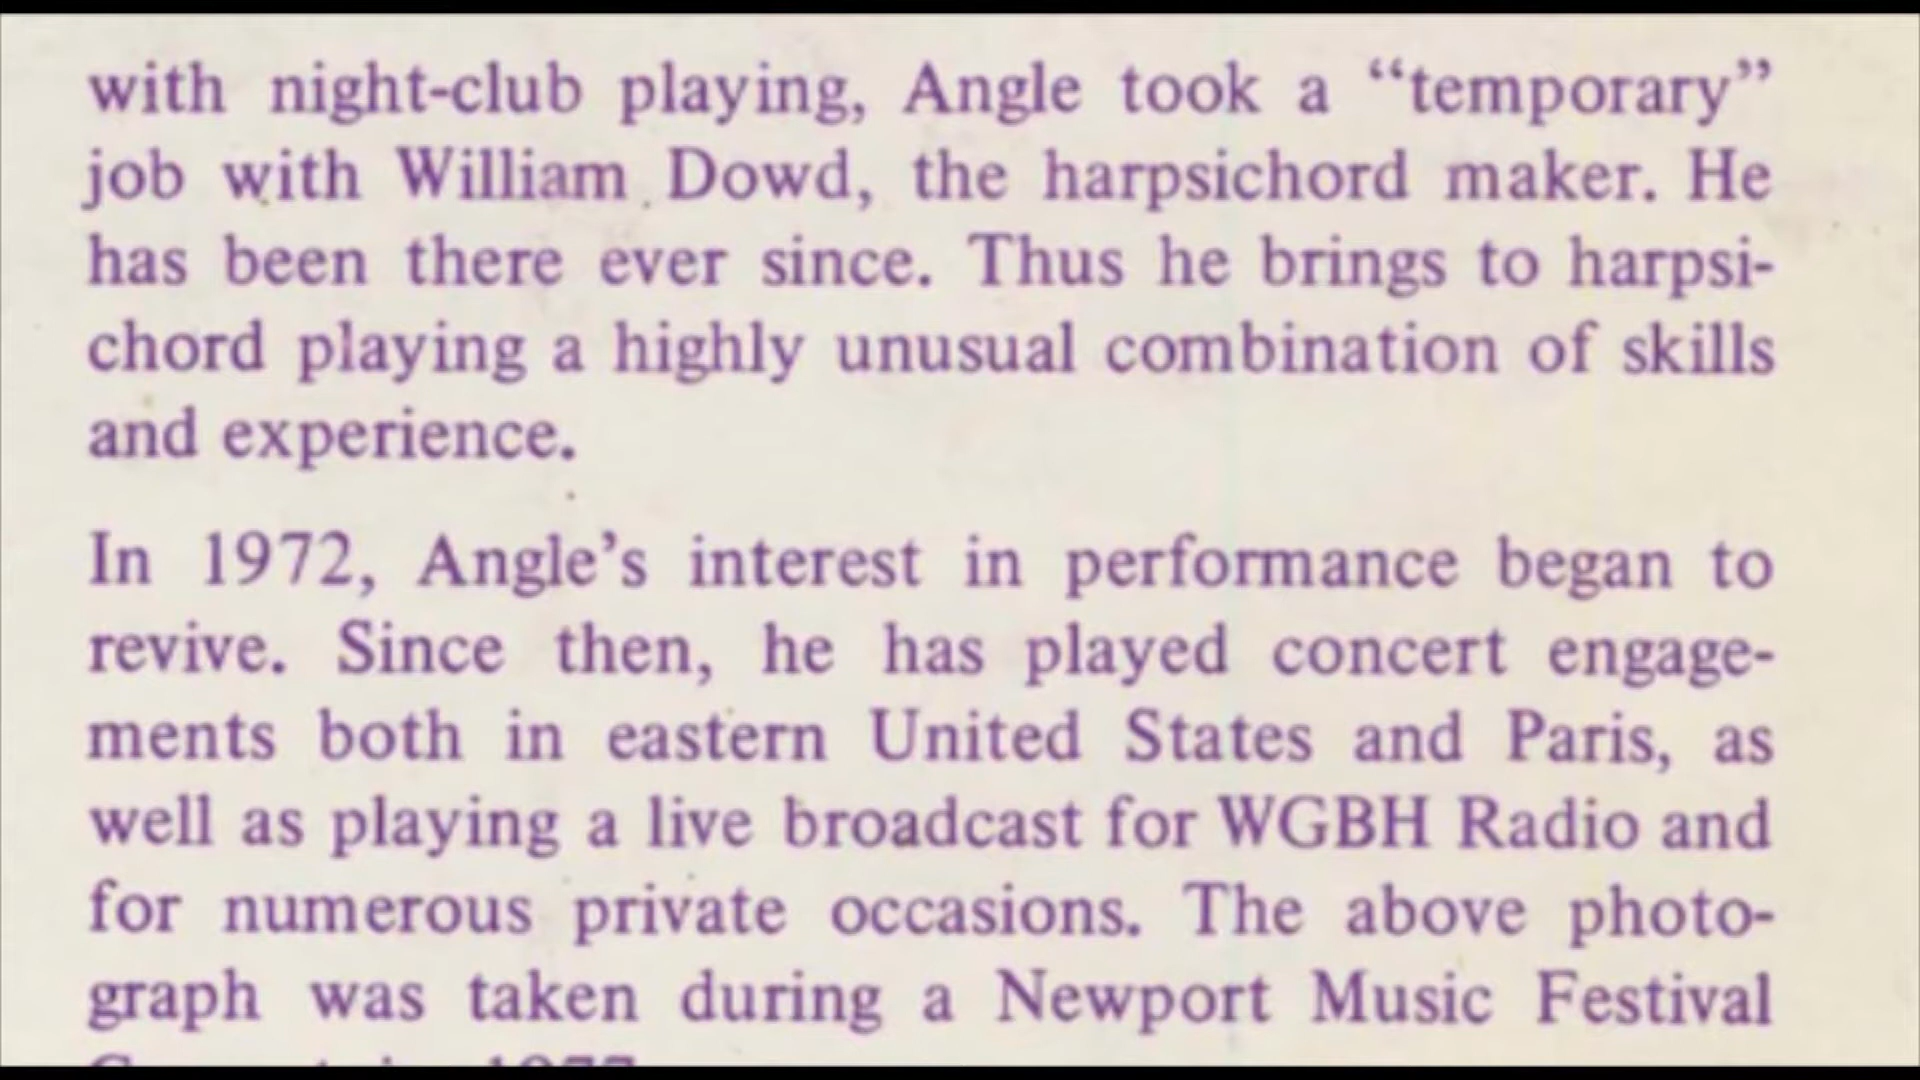 with night-club playing, Angle took a “temporary”
job with William Dowd, the harpsichord maker. He
has been there ever since. Thus he brings to harpsi-
chord playing a highly unusual combination of skills
and experience.
In 1972, Angle’s interest in performance began to
revive. Since then, he has played concert engage-
ments both in eastern United States and Paris, as
well as playing a live broadcast for WGBH Radio and
for numerous private occasions. The above photo-
graph was taken during a Newport Music Festival